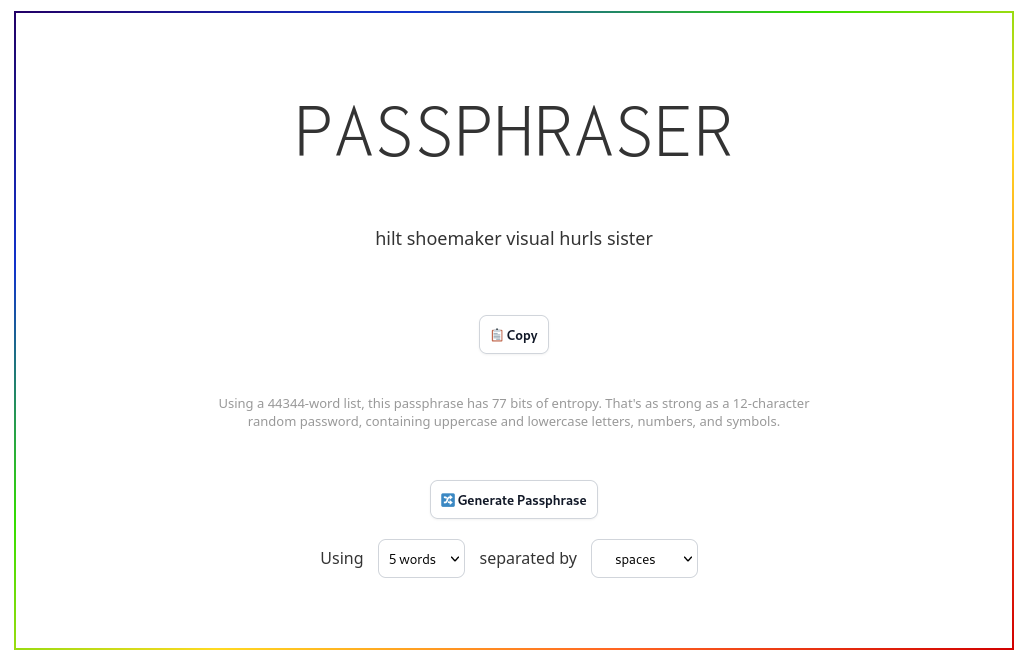 PASSPHRASER
hilt shoemaker visual hurls sister
Copy
Using a 44344-word list, this passphrase has 77 bits of entropy. That's as strong as a 12-character
random password, containing uppercase and lowercase letters, numbers, and symbols.
Generate Passphrase
Using 5 words separated by spaces